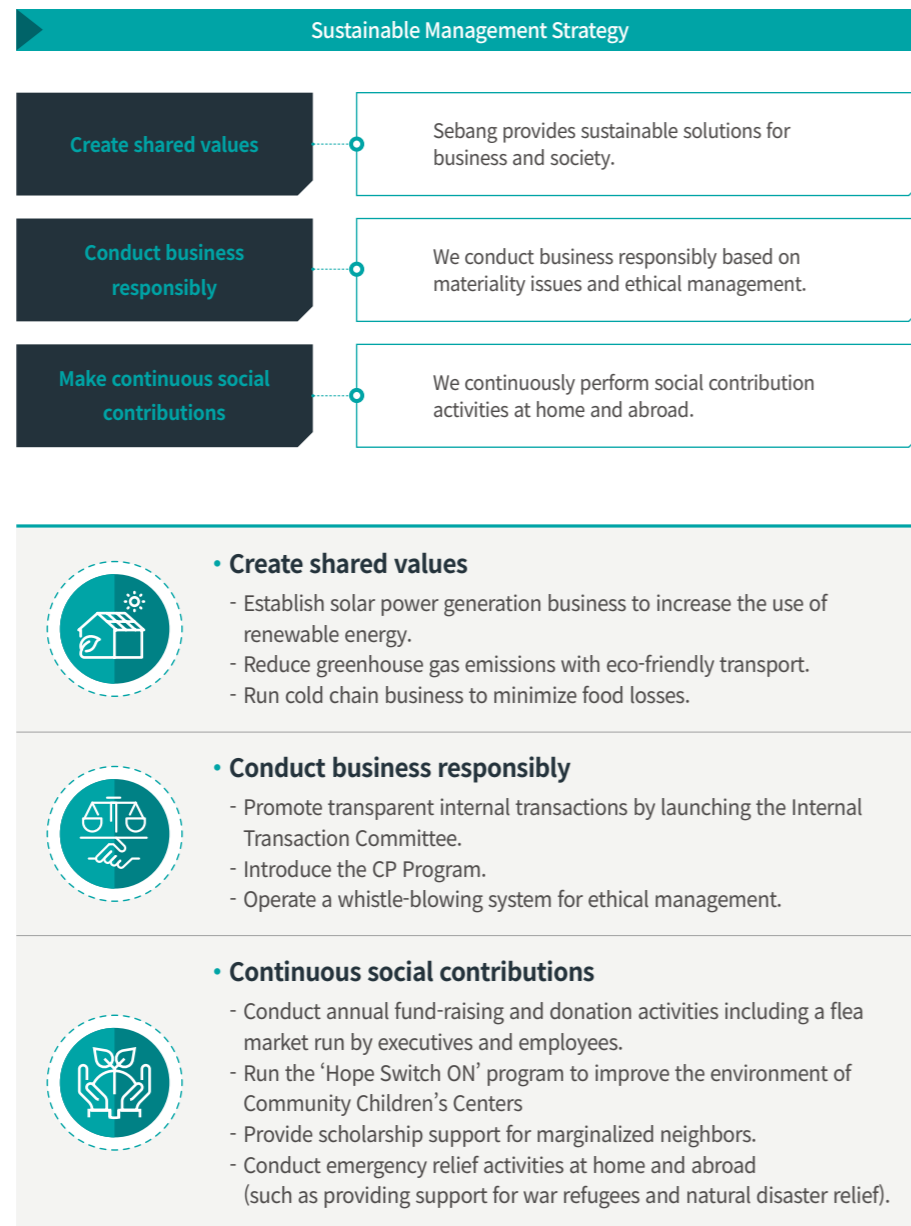 Sustainable Management Strategy
Create shared values
Sebang provides sustainable solutions for
business and society.
Conduct business
responsibly
We conduct business responsibly based on
materiality issues and ethical management.
Make continuous social
contributions
We continuously perform social contribution
activities at home and abroad.
• Create shared values
- Establish solar power generation business to increase the use of
renewable energy.
- Reduce greenhouse gas emissions with eco-friendly transport.
- Run cold chain business to minimize food losses.
• Conduct business responsibly
- Promote transparent internal transactions by launching the Internal
Transaction Committee.
- Introduce the CP Program.
- Operate a whistle-blowing system for ethical management.
• Continuous social contributions
- Conduct annual fund-raising and donation activities including a flea
market run by executives and employees.
- Run the ‘Hope Switch ON’ program to improve the environment of
Community Children’s Centers
- Provide scholarship support for marginalized neighbors.
- Conduct emergency relief activities at home and abroad
(such as providing support for war refugees and natural disaster relief).